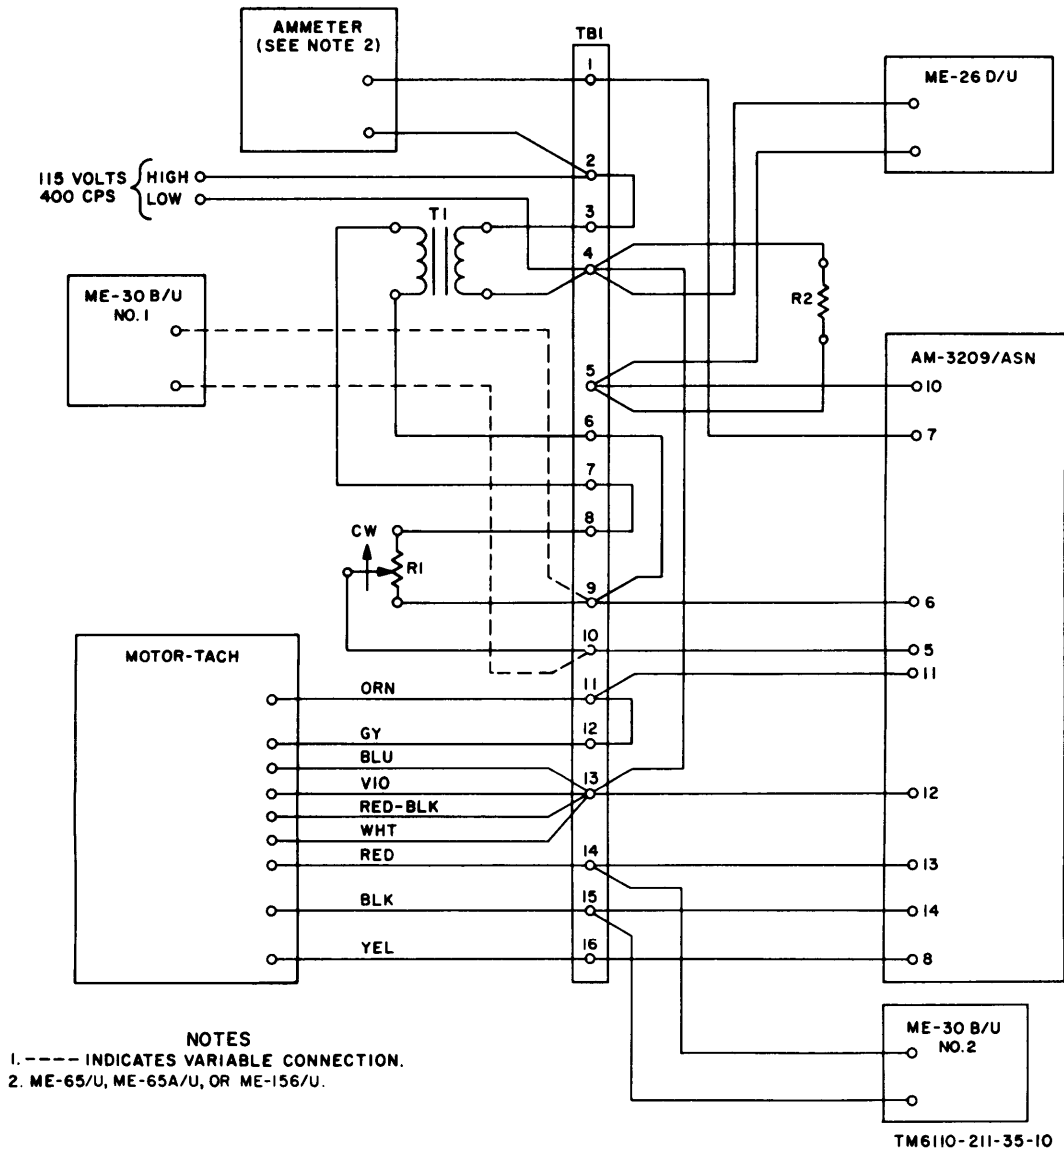 AMMETER
(SEE NOTE 2)
TB1
1
ME-26 D/U
2
115 VOLTS
400 CPS
HIGH
LOW
3
T1
4
ME-30 B/U
NO. 1
R2
AM-3209/ASN
5
10
6
7
7
8
CW
R1
9
6
10
5
MOTOR-TACH
11
ORN
11
GY
12
BLU
13
VIO
12
RED-BLK
WHT
RED
14
13
BLK
15
14
YEL
16
8
NOTES
1. ---- INDICATES VARIABLE CONNECTION.
2. ME-65/U, ME-65A/U, OR ME-156/U.
ME-30 B/U
NO. 2
TM6110-211-35-10